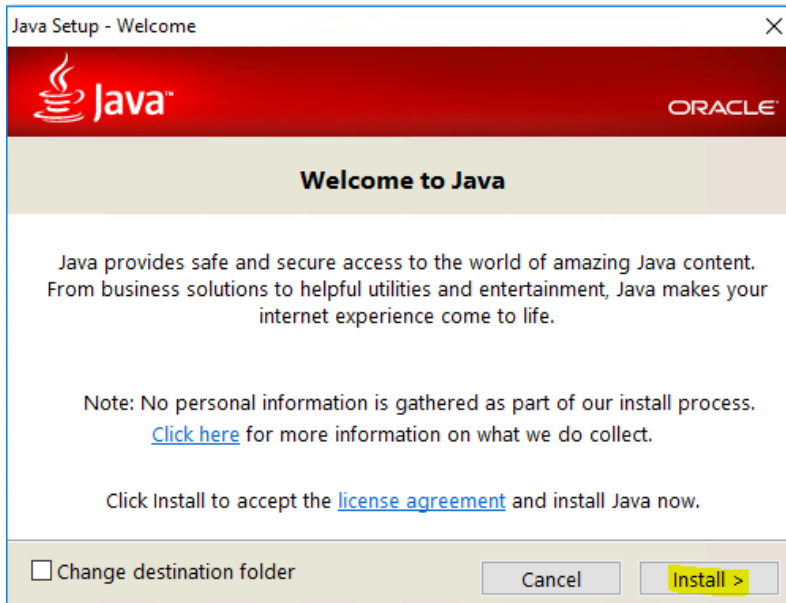 Java Setup - Welcome
Java™
ORACLE
Welcome to Java
Java provides safe and secure access to the world of amazing Java content.
From business solutions to helpful utilities and entertainment, Java makes your
internet experience come to life.
Note: No personal information is gathered as part of our install process.
Click here for more information on what we do collect.
Click Install to accept the license agreement and install Java now.
Change destination folder
Cancel
Install >